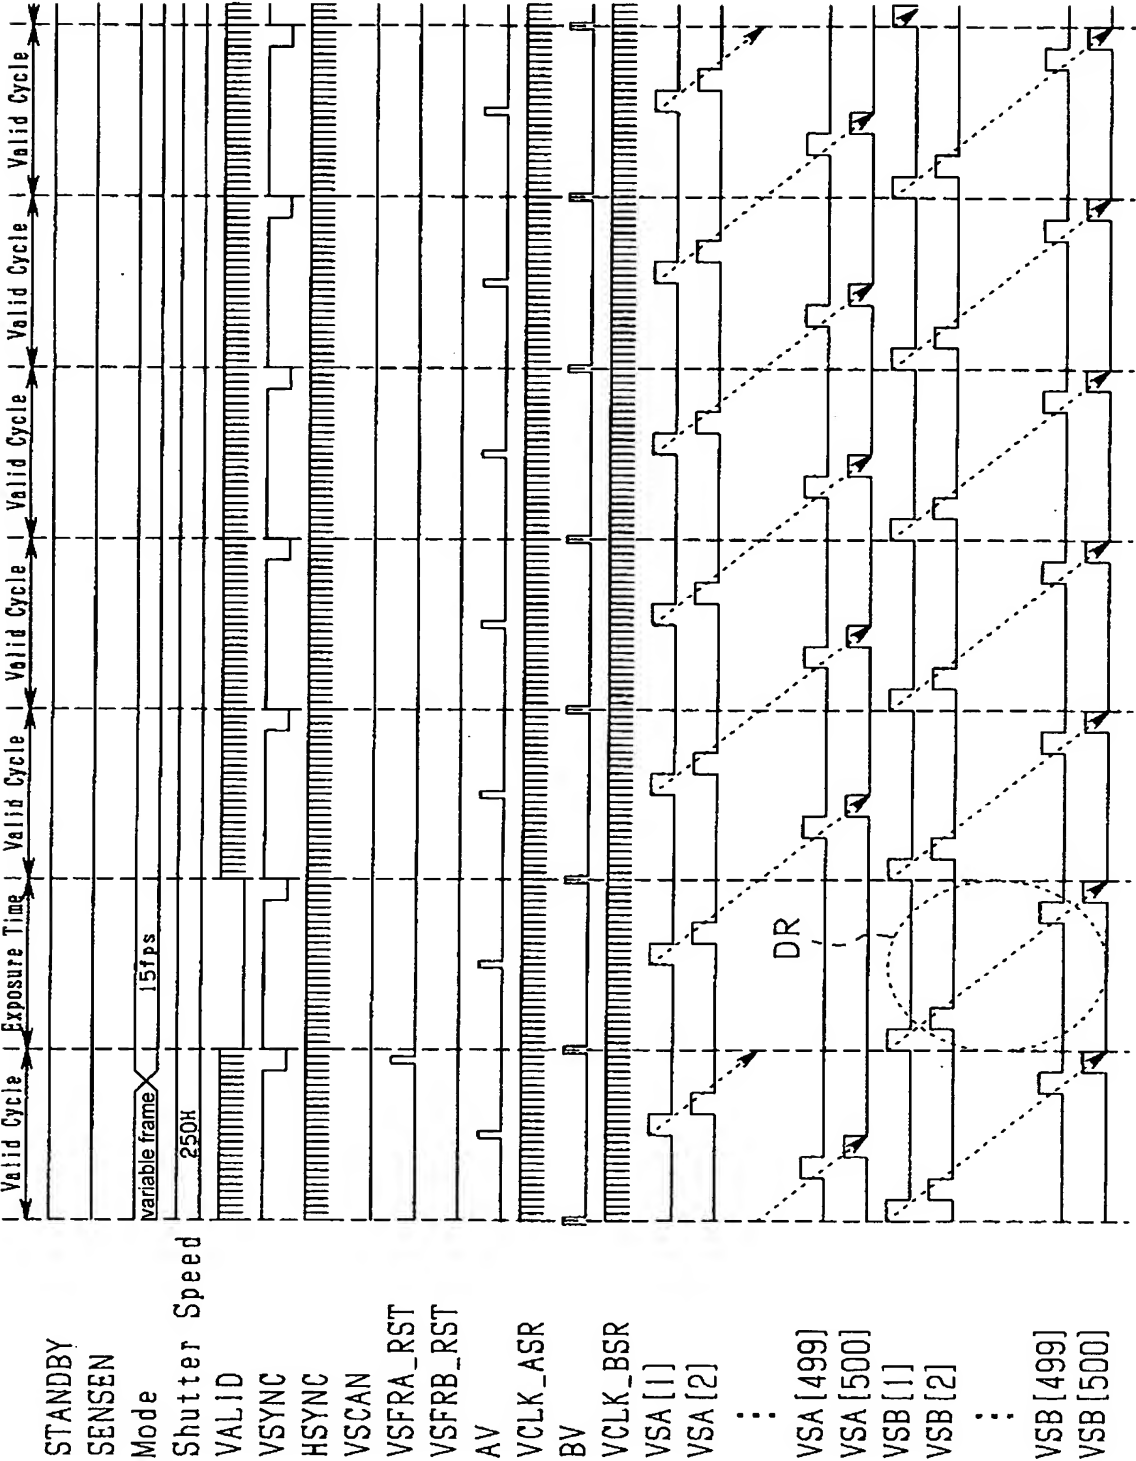 Valid Cycle
Exposure Time
Valid Cycle
Valid Cycle
Valid Cycle
Valid Cycle
Valid Cycle
STANDBY
SENSEN
Mode
variable frame
15fps
Shutter Speed
250H
VALID
VSYNC
HSYNC
VSCAN
VSFRA_RST
VSFRB_RST
AV
VCLK_ASR
BV
VCLK_BSR
VSA[1]
VSA[2]
⋮
VSA[499]
VSA[500]
VSB[1]
VSB[2]
⋮
VSB[499]
VSB[500]
DR